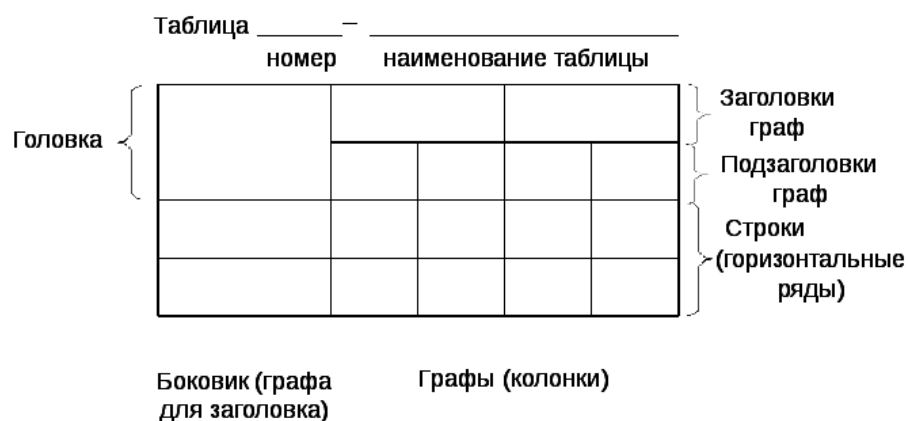 Таблица _______ – _______________________
номер наименование таблицы
Головка
Заголовки
граф
Подзаголовки
граф
Строки
(горизонтальные
ряды)
Боковик (графа
для заголовка)
Графы (колонки)